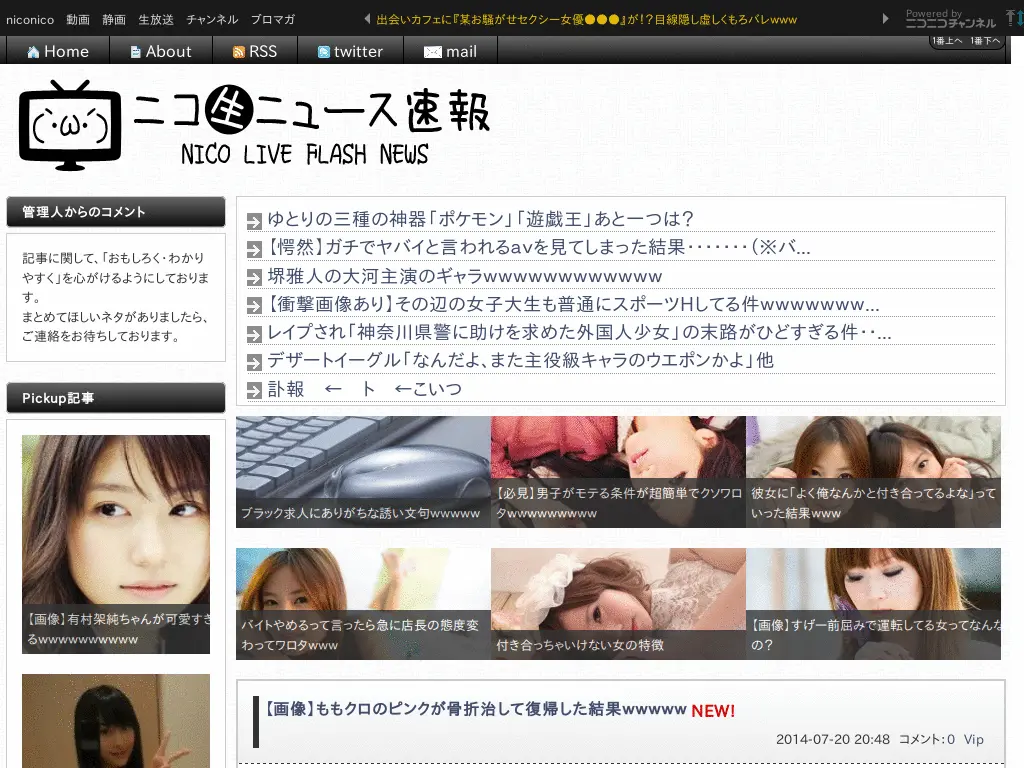 niconico 動画 静画 生放送 チャンネル ブロマガ
出会いカフェに『某お騒がせセクシー女優●●●』が!?目線隠し虚しくもろバレwww
Powered by
ニコニコチャンネル
Home About RSS twitter mail
1番上へ 1番下へ
ニコ生ニュース速報
NICO LIVE FLASH NEWS
管理人からのコメント
記事に関して、「おもしろく・わかり
やすく」を心がけるようにしておりま
す。
まとめてほしいネタがありましたら、
ご連絡をお待ちしております。
Pickup記事
【画像】有村架純ちゃんが可愛すぎ
るwwwwwwwwww
ゆとりの三種の神器「ポケモン」「遊戯王」あと一つは?
【愕然】ガチでヤバイと言われるavを見てしまった結果・・・・・・・(※バ...
堺雅人の大河主演のギャラwwwwwwwwwwwww
【衝撃画像あり】その辺の女子大生も普通にスポーツHしてる件wwwwwww...
レイプされ「神奈川県警に助けを求めた外国人少女」の末路がひどすぎる件・・...
デザートイーグル「なんだよ、また主役級キャラのウエポンかよ」他
訃報 ← ト ←こいつ
ブラック求人にありがちな誘い文句wwwww
【必見】男子がモテる条件が超簡単でクソワロ
タwwwwwwwww
彼女に「よく俺なんかと付き合ってるよな」って
いった結果www
バイトやめるって言ったら急に店長の態度変
わってワロタwww
付き合っちゃいけない女の特徴
【画像】すげー前屈みで運転してる女ってなんな
の?
【画像】ももクロのピンクが骨折治して復帰した結果wwwww NEW!
2014-07-20 20:48 コメント:0 Vip